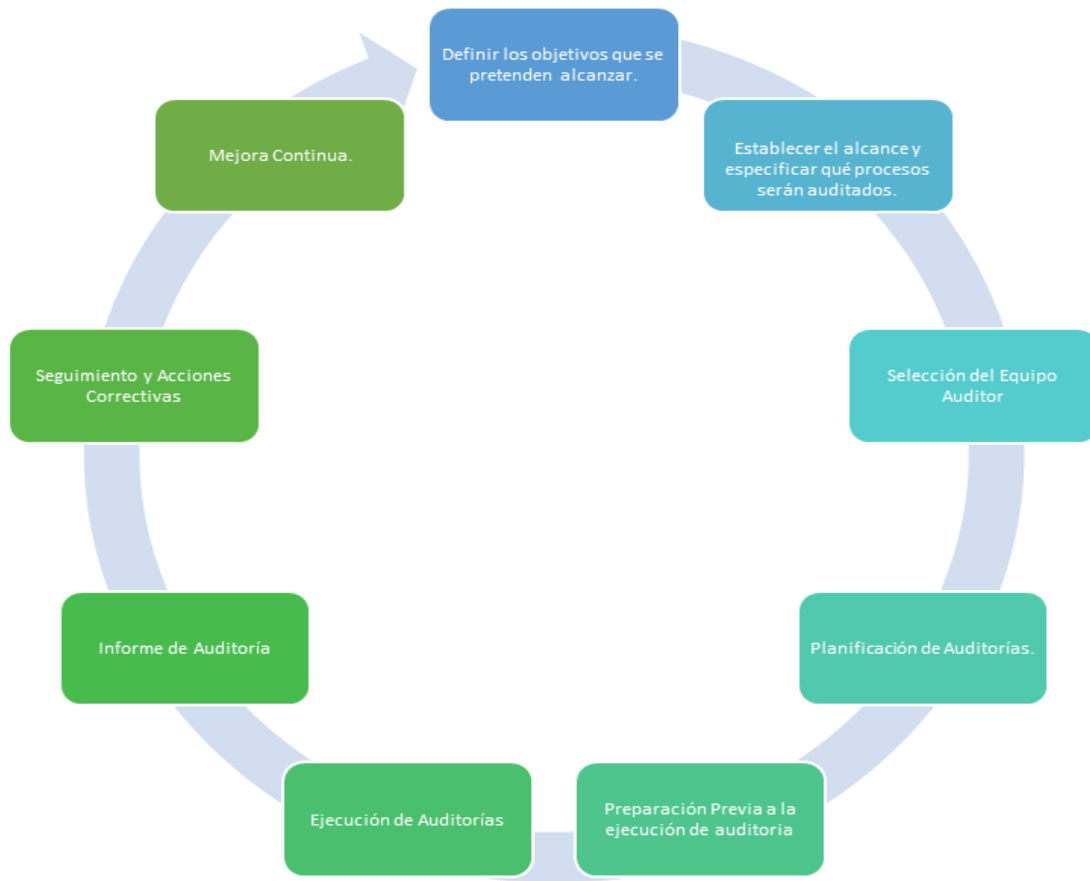 Definir los objetivos que se
pretenden alcanzar.
Establecer el alcance y
especificar qué procesos
serán auditados.
Selección del Equipo
Auditor
Planificación de Auditorías.
Preparación Previa a la
ejecución de auditoria
Ejecución de Auditorías
Informe de Auditoría
Seguimiento y Acciones
Correctivas
Mejora Continua.